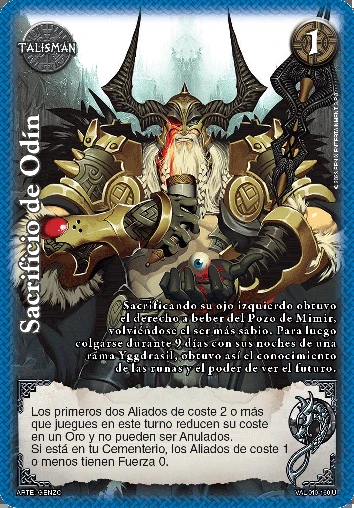 TALISMAN
1
Sacrificio de Odín
Sacrificando su ojo izquierdo obtuvo
el derecho a beber del Pozo de Mimir,
volviéndose el ser más sabio. Para luego
colgarse durante 9 días con sus noches de una
rama Yggdrasil, obtuvo así el conocimiento
de las runas y el poder de ver el futuro.
Los primeros dos Aliados de coste 2 o más
que juegues en este turno reducen su coste
en un Oro y no pueden ser Anulados.
Si está en tu Cementerio, los Aliados de coste 1
o menos tienen Fuerza 0.
ARTE: GENZO